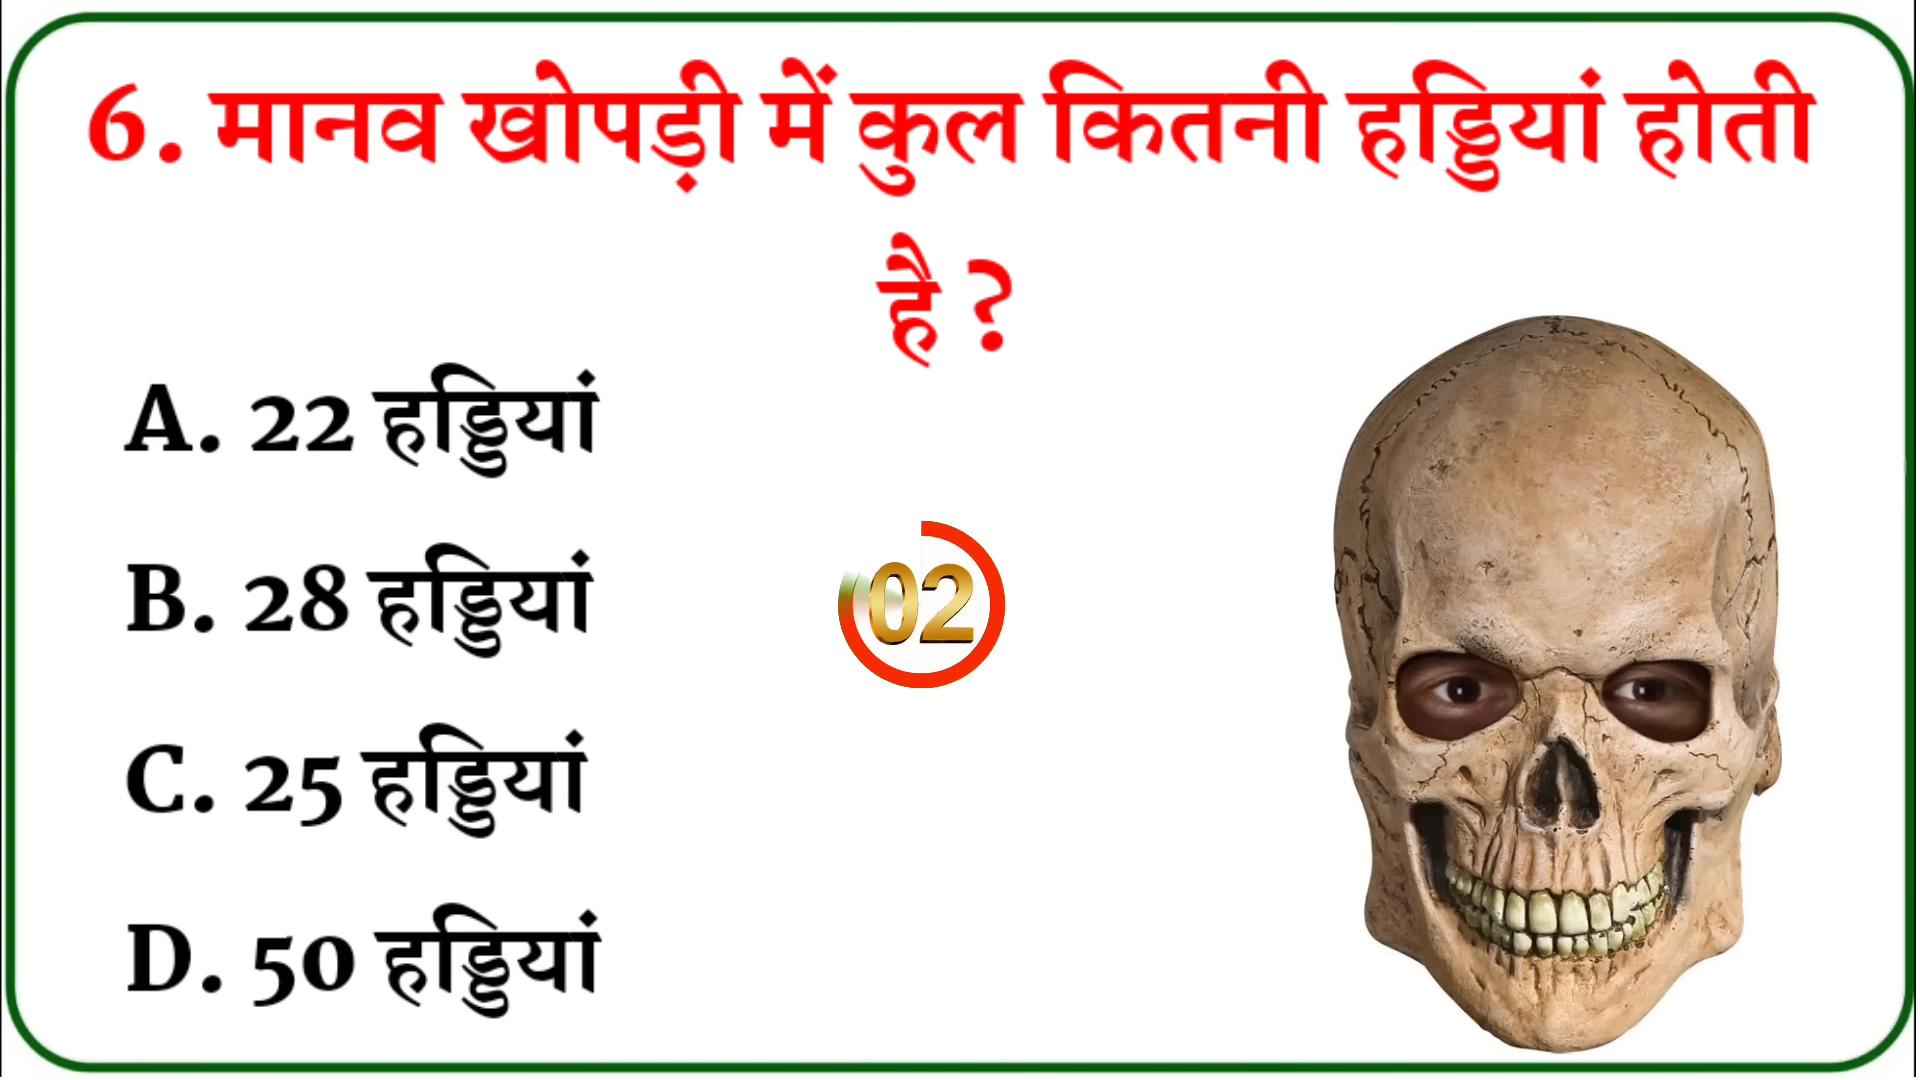 6. मानव खोपड़ी में कुल कितनी हड्डियां होती
है ?
A. 22 हड्डियां
B. 28 हड्डियां
02
C. 25 हड्डियां
D. 50 हड्डियां